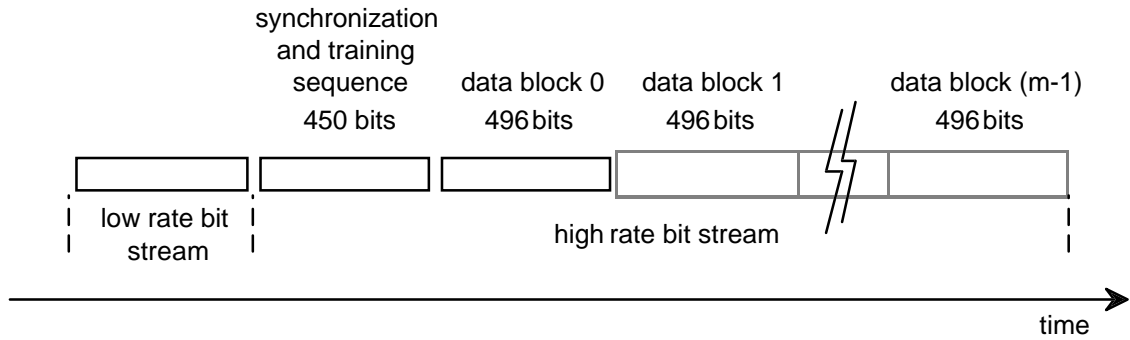 synchronization
and training
sequence
450 bits
data block 0
496 bits
data block 1
496 bits
data block (m-1)
496 bits
low rate bit
stream
high rate bit stream
time